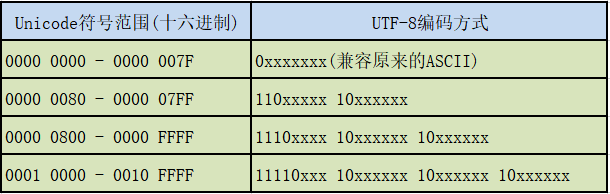 Unicode符号范围(十六进制) UTF-8编码方式
0000 0000 - 0000 007F 0xxxxxxx(兼容原来的ASCII)
0000 0080 - 0000 07FF 110xxxxx 10xxxxxx
0000 0800 - 0000 FFFF 1110xxxx 10xxxxxx 10xxxxxx
0001 0000 - 0010 FFFF 11110xxx 10xxxxxx 10xxxxxx 10xxxxxx